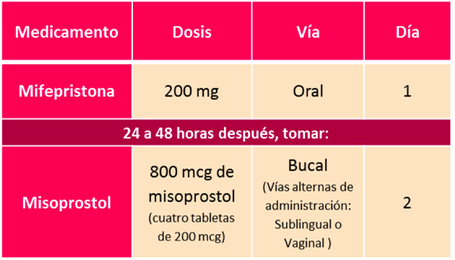 Medicamento Dosis Vía Día
Mifepristona 200 mg Oral 1
24 a 48 horas después, tomar:
Misoprostol
800 mcg de
misoprostol
(cuatro tabletas
de 200 mcg)
Bucal
(Vías alternas de
administración:
Sublingual o
Vaginal )
2